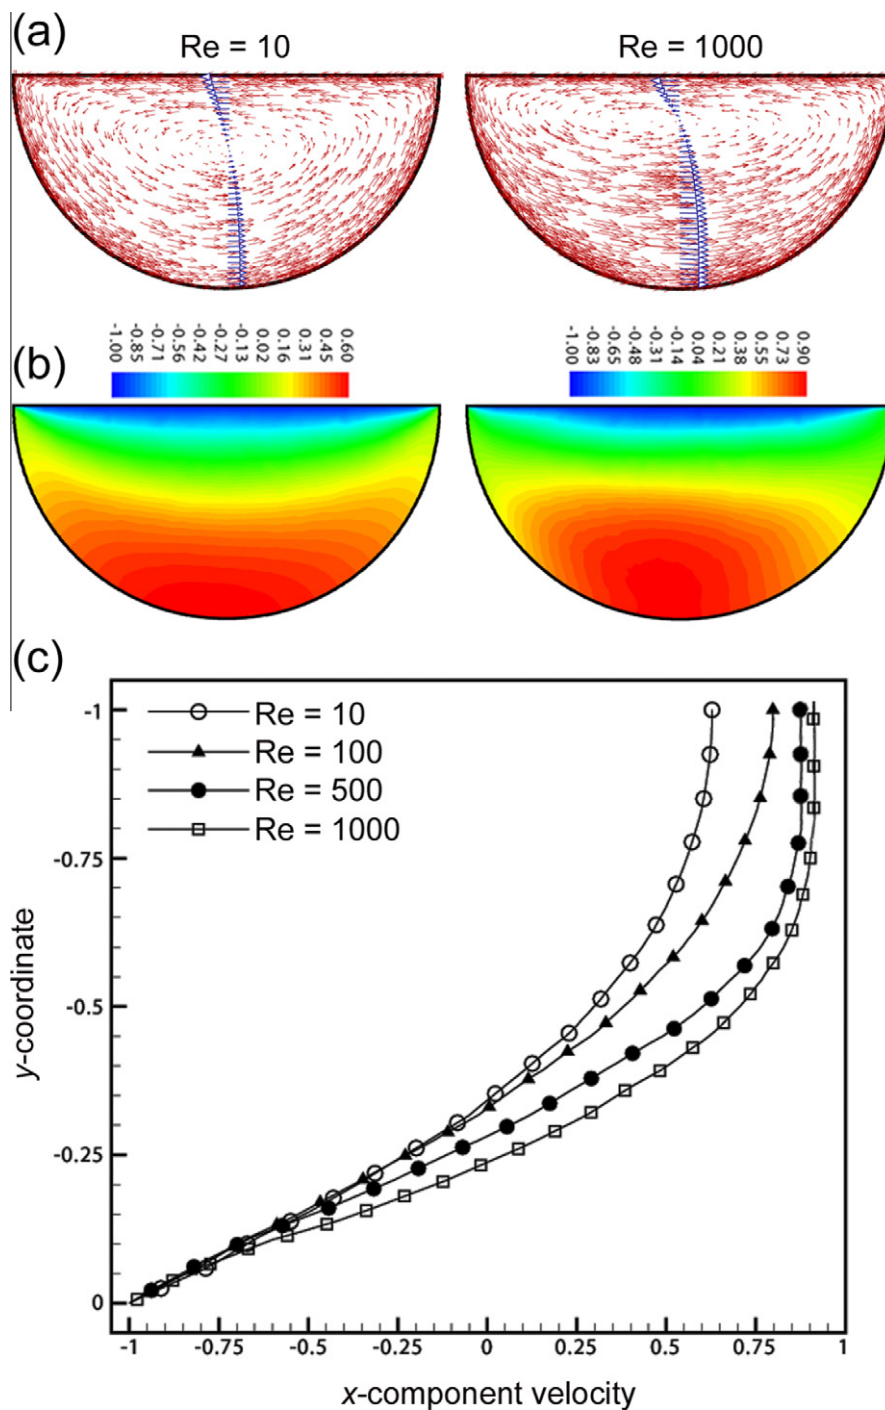 (a)
Re = 10
Re = 1000
(b)
-1.00 -0.85 -0.71 -0.56 -0.42 -0.27 -0.13 0.02 0.16 0.31 0.45 0.60
-1.00 -0.83 -0.65 -0.48 -0.31 -0.14 -0.04 0.21 0.38 0.55 0.73 0.90
(c)
Re = 10
Re = 100
Re = 500
Re = 1000
-1
-0.75
-0.5
-0.25
0
y-coordinate
-1 -0.75 -0.5 -0.25 0 0.25 0.5 0.75 1
x-component velocity